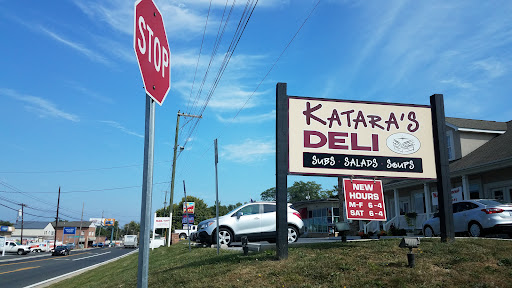 STOP
KATARA'S
DELI
SUBS · SALADS · SOUPS
NEW
HOURS
M-F 6-4
SAT 6-4